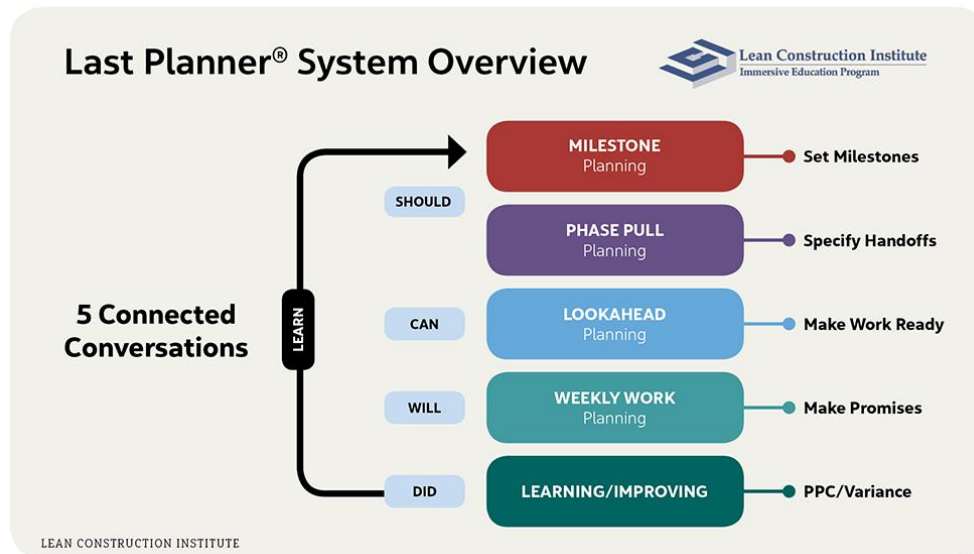 Last Planner® System Overview
Lean Construction Institute
Immersive Education Program
MILESTONE
Planning
Set Milestones
SHOULD
PHASE PULL
Planning
Specify Handoffs
5 Connected
Conversations
LEARN
CAN
LOOKAHEAD
Planning
Make Work Ready
WILL
WEEKLY WORK
Planning
Make Promises
DID
LEARNING/IMPROVING
PPC/Variance
LEAN CONSTRUCTION INSTITUTE